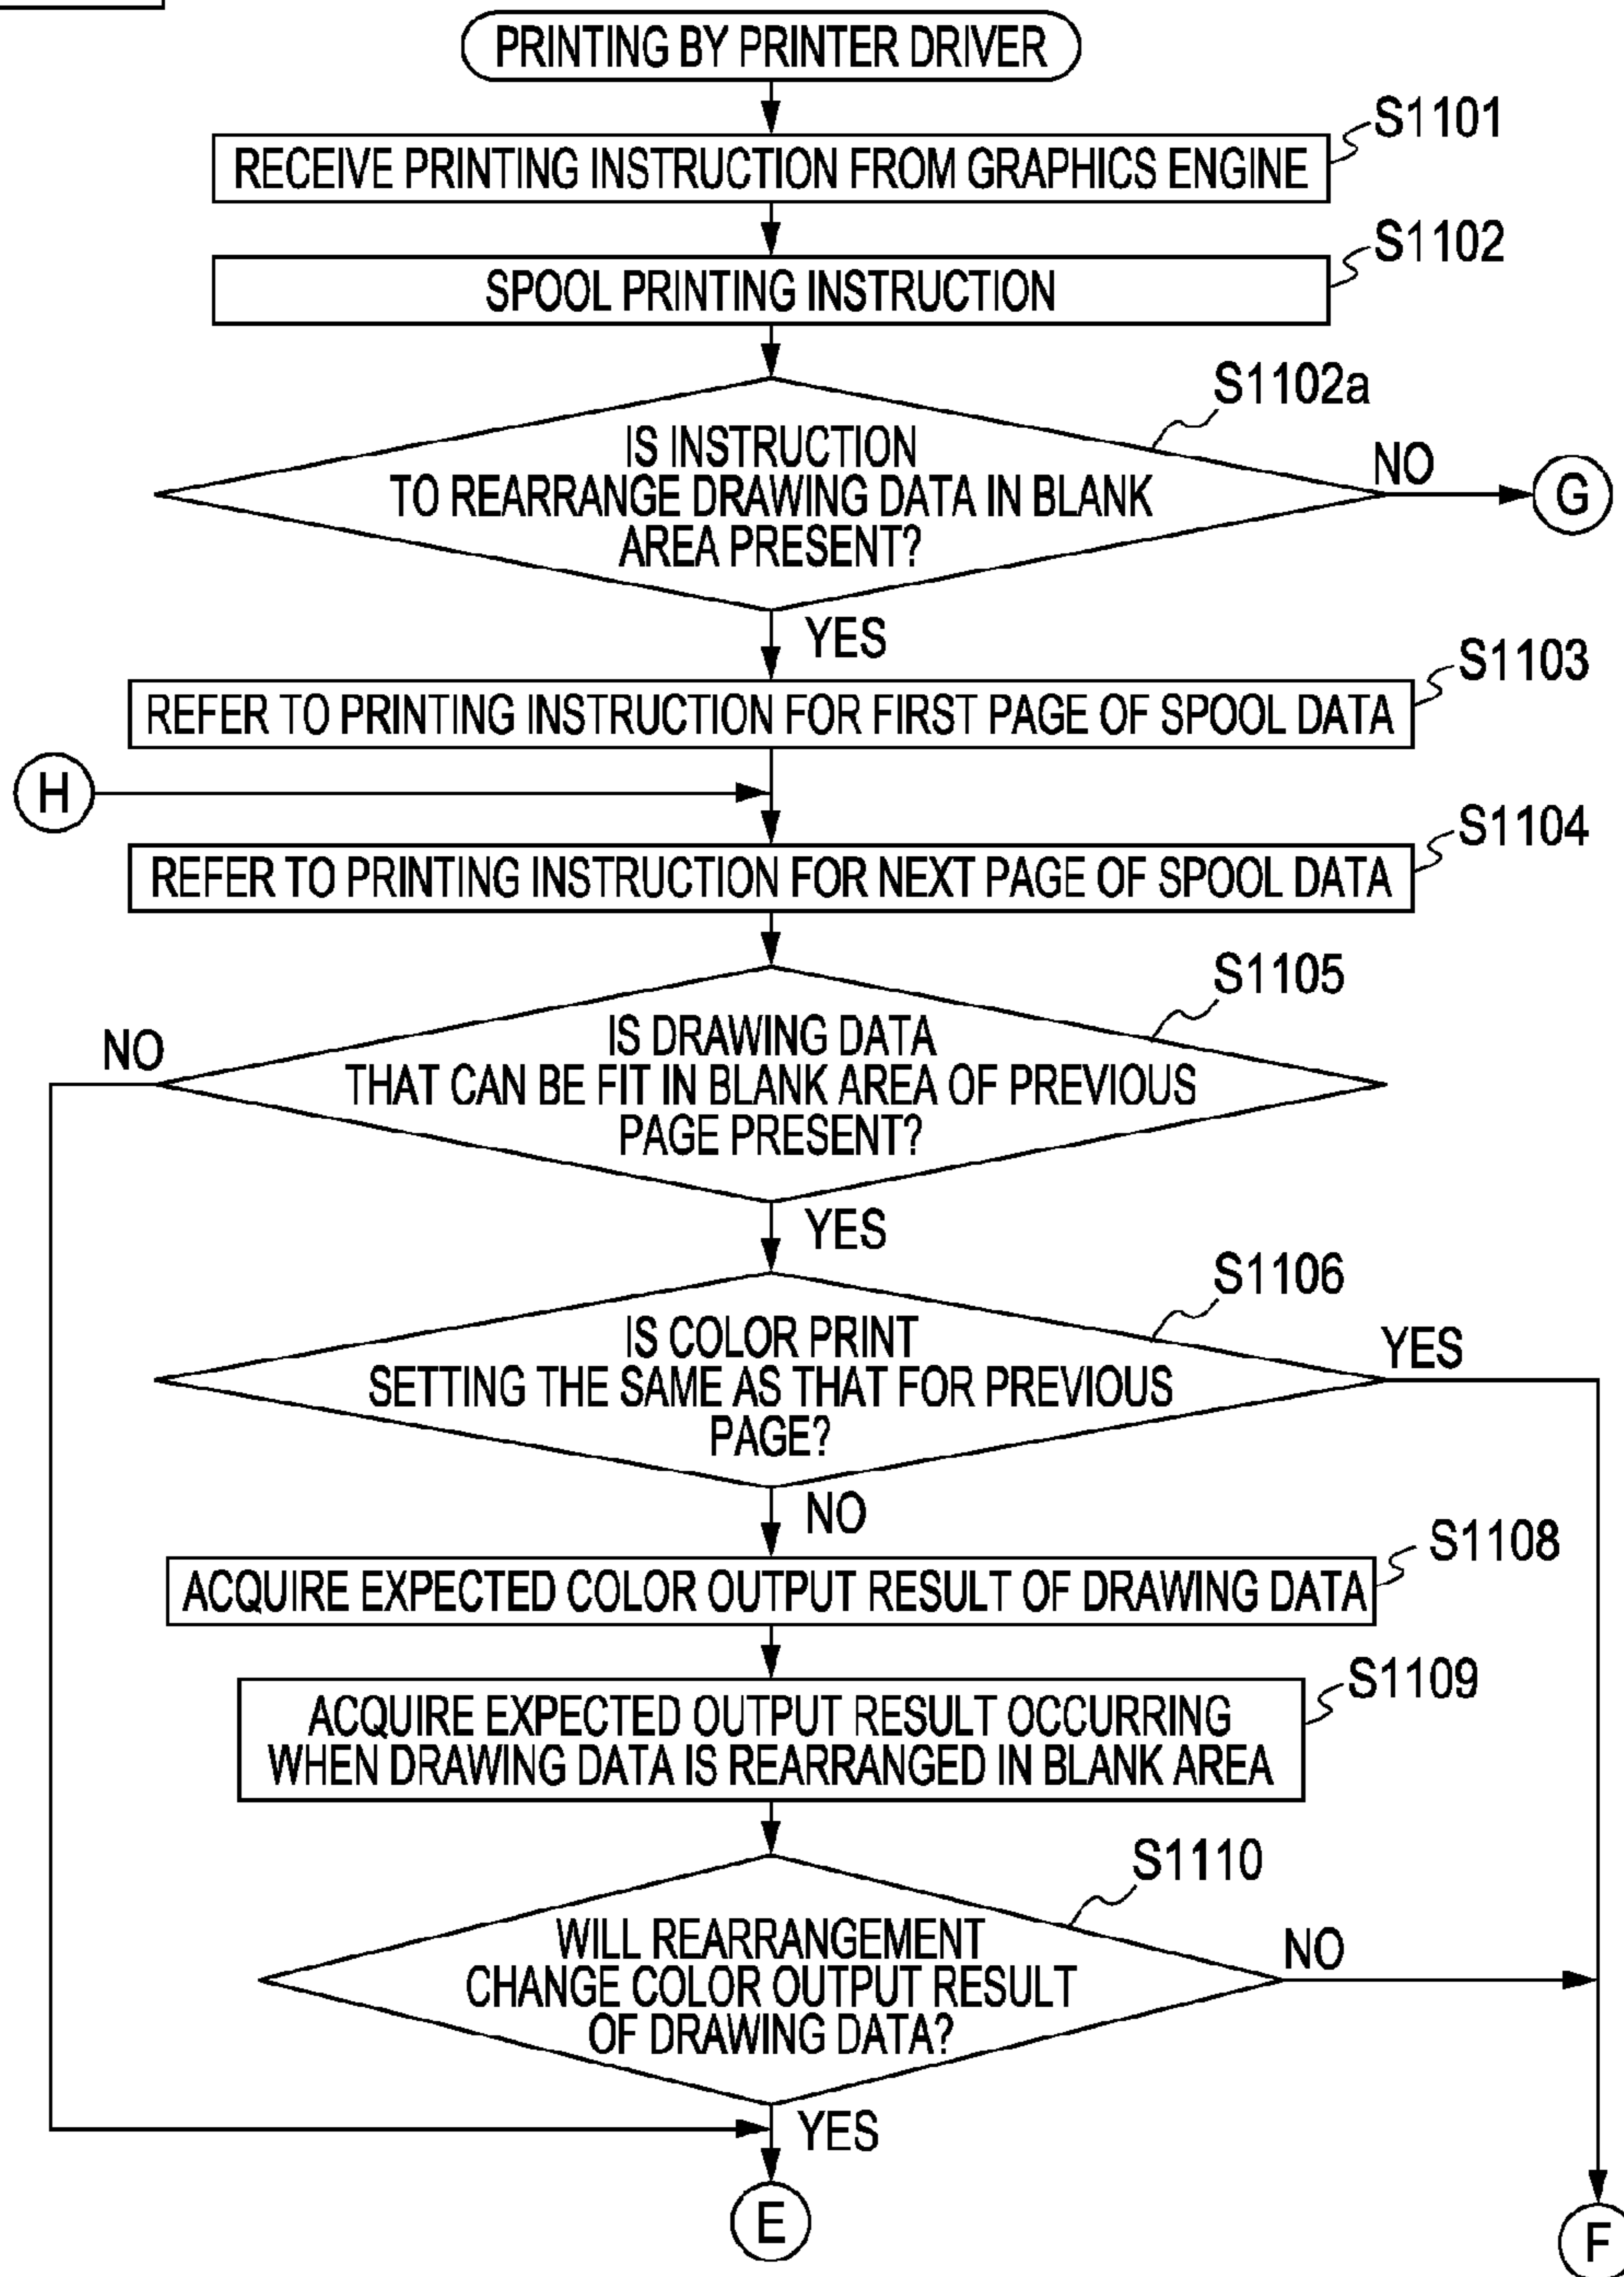 PRINTING BY PRINTER DRIVER
S1101
RECEIVE PRINTING INSTRUCTION FROM GRAPHICS ENGINE
S1102
SPOOL PRINTING INSTRUCTION
S1102a
IS INSTRUCTION
TO REARRANGE DRAWING DATA IN BLANK
AREA PRESENT?
NO
G
YES
S1103
REFER TO PRINTING INSTRUCTION FOR FIRST PAGE OF SPOOL DATA
H
S1104
REFER TO PRINTING INSTRUCTION FOR NEXT PAGE OF SPOOL DATA
S1105
IS DRAWING DATA
THAT CAN BE FIT IN BLANK AREA OF PREVIOUS
PAGE PRESENT?
NO
YES
S1106
IS COLOR PRINT
SETTING THE SAME AS THAT FOR PREVIOUS
PAGE?
YES
NO
S1108
ACQUIRE EXPECTED COLOR OUTPUT RESULT OF DRAWING DATA
S1109
ACQUIRE EXPECTED OUTPUT RESULT OCCURRING
WHEN DRAWING DATA IS REARRANGED IN BLANK AREA
S1110
WILL REARRANGEMENT
CHANGE COLOR OUTPUT RESULT
OF DRAWING DATA?
NO
YES
E
F